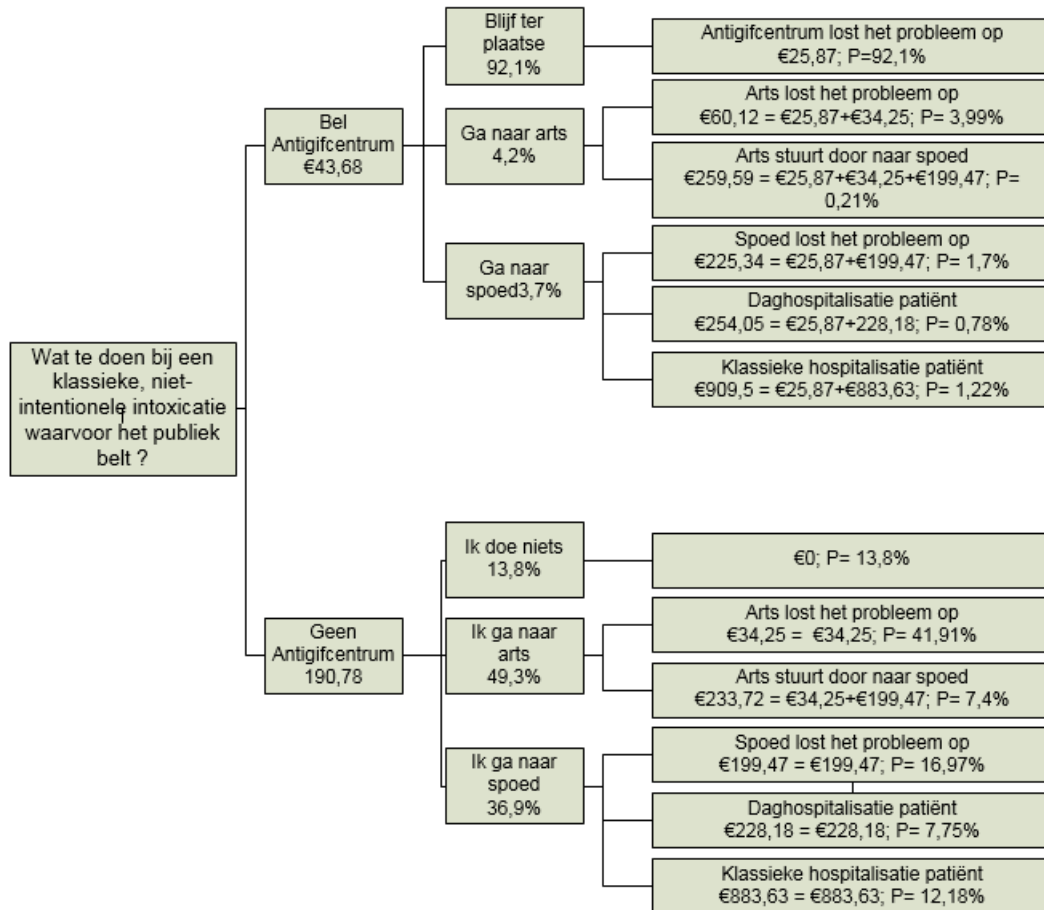 Wat te doen bij een
klassieke, niet-
intentionele intoxicatie
waarvoor het publiek
belt ?
Bel
Antigifcentrum
€43,68
Blijf ter
plaatse
92,1%
Antigifcentrum lost het probleem op
€25,87; P=92,1%
Ga naar arts
4,2%
Arts lost het probleem op
€60,12 = €25,87+€34,25; P= 3,99%
Arts stuurt door naar spoed
€259,59 = €25,87+€34,25+€199,47; P=
0,21%
Ga naar
spoed3,7%
Spoed lost het probleem op
€225,34 = €25,87+€199,47; P= 1,7%
Daghospitalisatie patiënt
€254,05 = €25,87+228,18; P= 0,78%
Klassieke hospitalisatie patiënt
€909,5 = €25,87+€883,63; P= 1,22%
Geen
Antigifcentrum
190,78
Ik doe niets
13,8%
€0; P= 13,8%
Ik ga naar
arts
49,3%
Arts lost het probleem op
€34,25 =  €34,25; P= 41,91%
Arts stuurt door naar spoed
€233,72 = €34,25+€199,47; P= 7,4%
Ik ga naar
spoed
36,9%
Spoed lost het probleem op
€199,47 = €199,47; P= 16,97%
Daghospitalisatie patiënt
€228,18 = €228,18; P= 7,75%
Klassieke hospitalisatie patiënt
€883,63 = €883,63; P= 12,18%